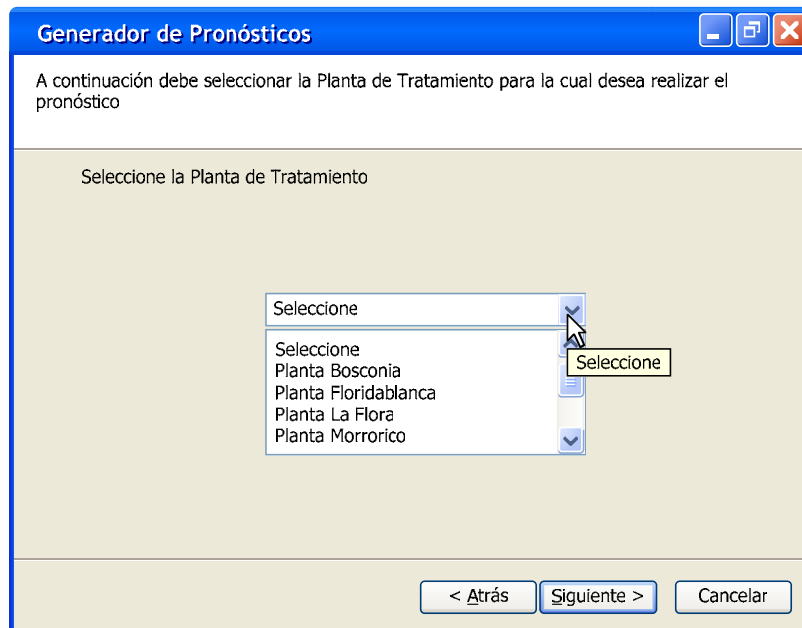 Generador de Pronósticos
A continuación debe seleccionar la Planta de Tratamiento para la cual desea realizar el
pronóstico
Seleccione la Planta de Tratamiento
Seleccione
Seleccione
Seleccione
Planta Bosconia
Planta Floridablanca
Planta La Flora
Planta Morrorico
< Atrás
Siguiente >
Cancelar